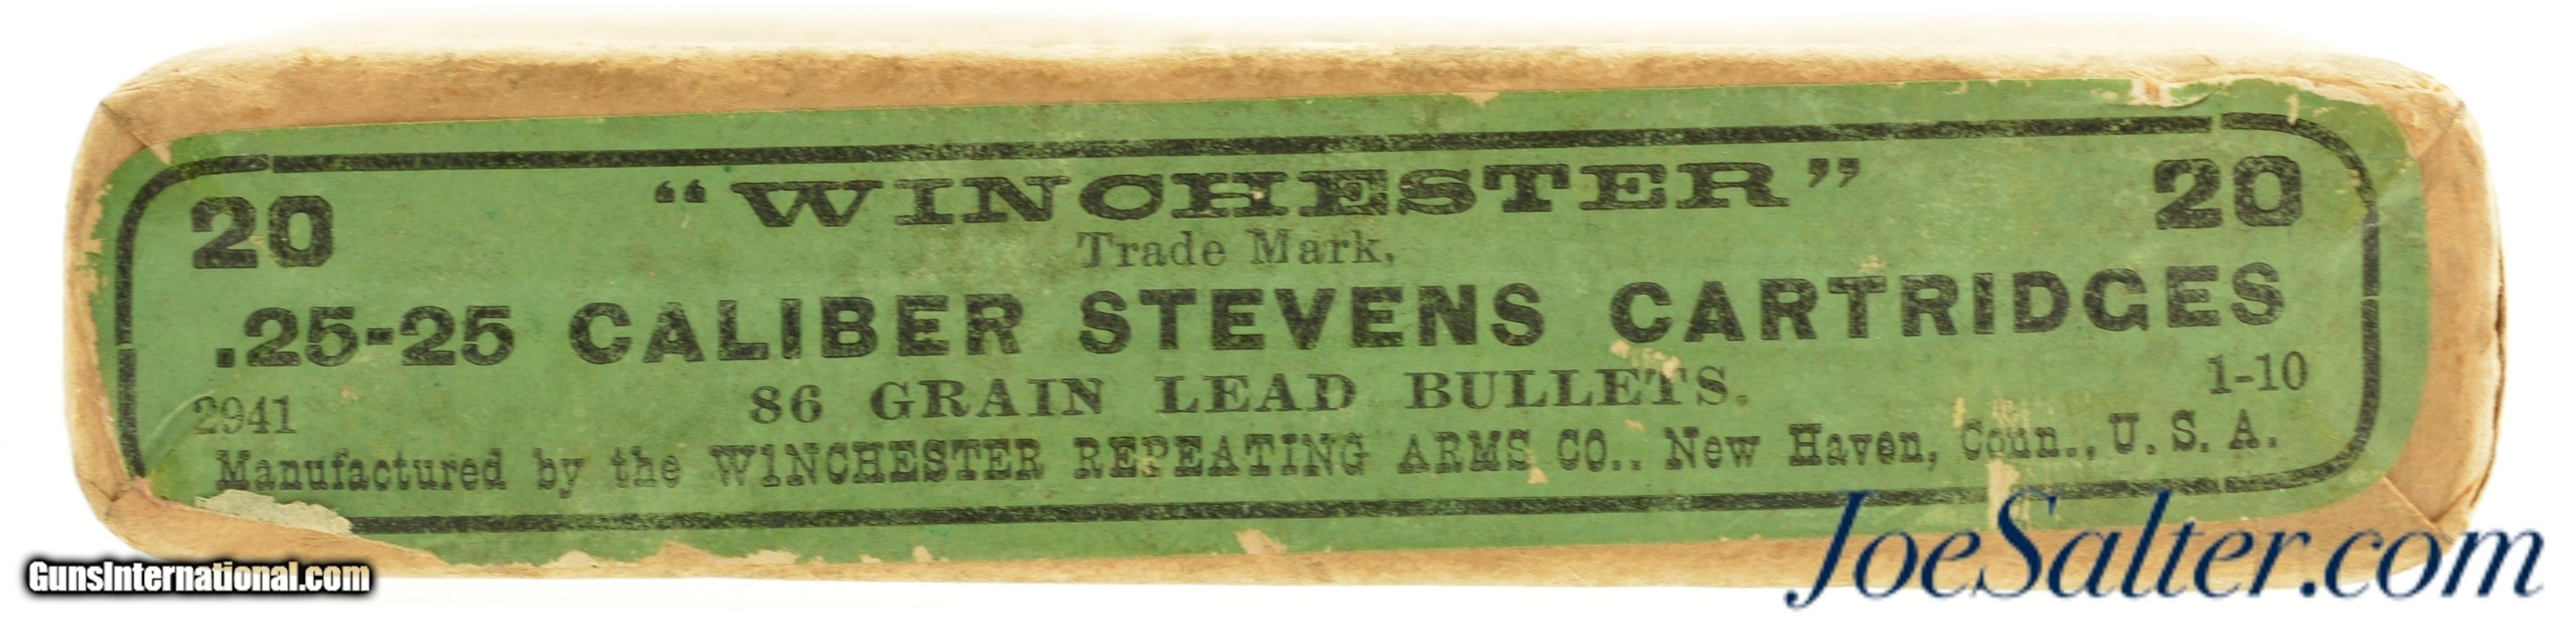 20 "WINCHESTER" 20
Trade Mark.
.25-25 CALIBER STEVENS CARTRIDGES
86 GRAIN LEAD BULLETS.
2941 1-10
Manufactured by the WINCHESTER REPEATING ARMS CO., New Haven, Conn., U. S. A.
GunsInternational.com
JoeSalter.com